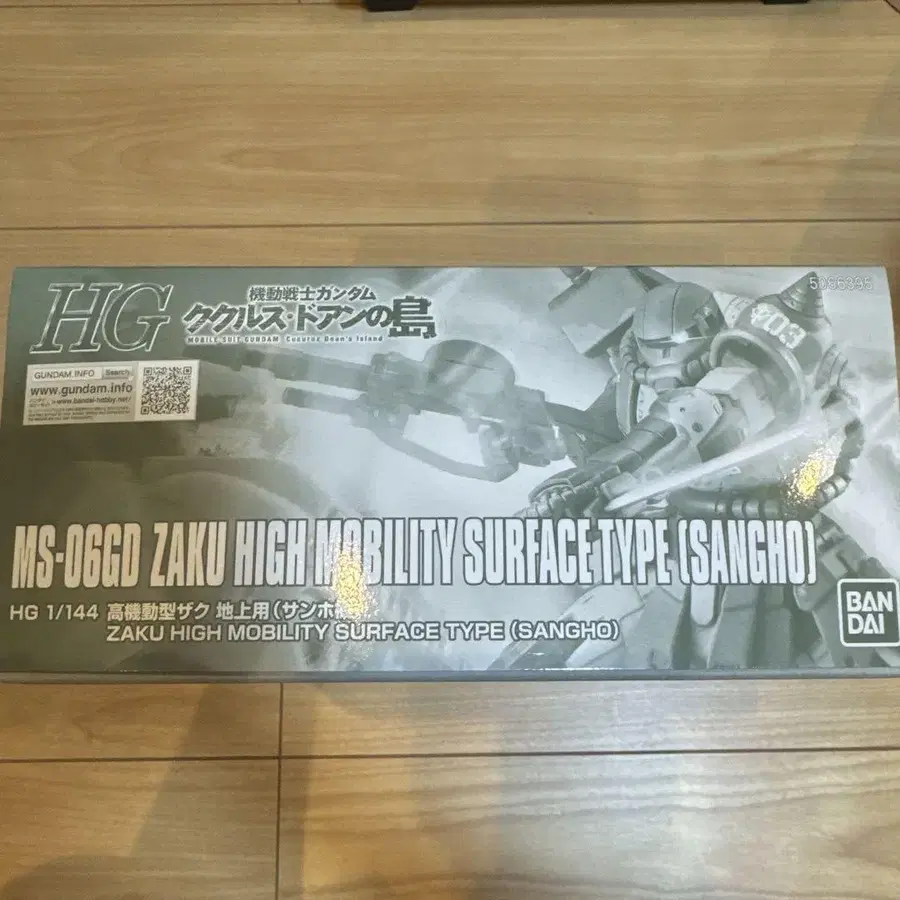 HG
機動戦士ガンダム
ククルス・ドアンの島
MOBILE SUIT GUNDAM Cucuruz Doan's Island
5065395
GUNDAM.INFO Search
www.gundam.info
www.bandai-hobby.net/
703
MS-06GD ZAKU HIGH MOBILITY SURFACE TYPE (SANGHO)
HG 1/144 高機動型ザク 地上用(サンホ
ZAKU HIGH MOBILITY SURFACE TYPE (SANGHO)
BAN
DAI